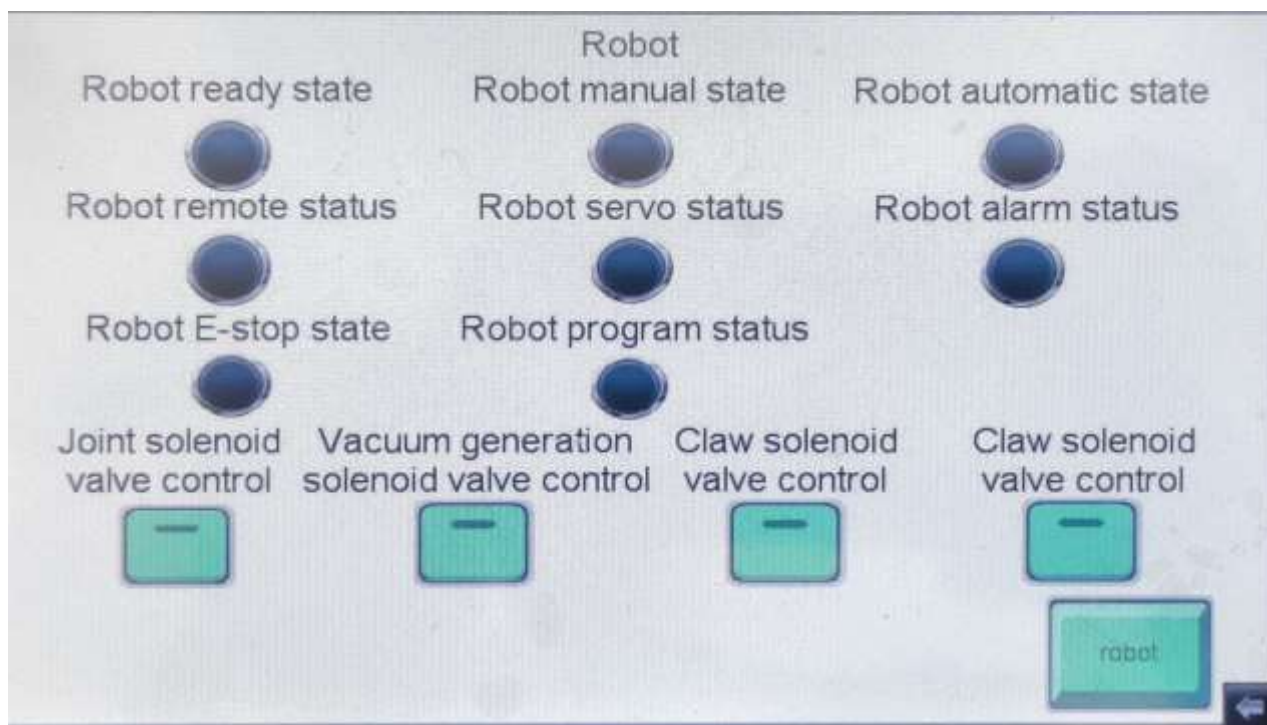 Robot
Robot ready state Robot manual state Robot automatic state
Robot remote status Robot servo status Robot alarm status
Robot E-stop state Robot program status
Joint solenoid Vacuum generation Claw solenoid Claw solenoid
valve control solenoid valve control valve control valve control
robot